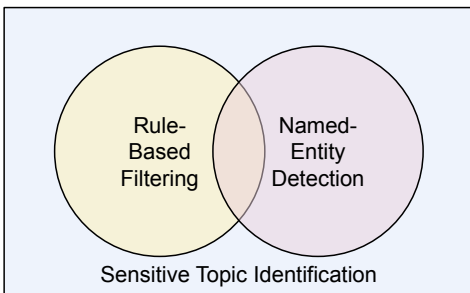 Rule-
Based
Filtering
Named-
Entity
Detection
Sensitive Topic Identification